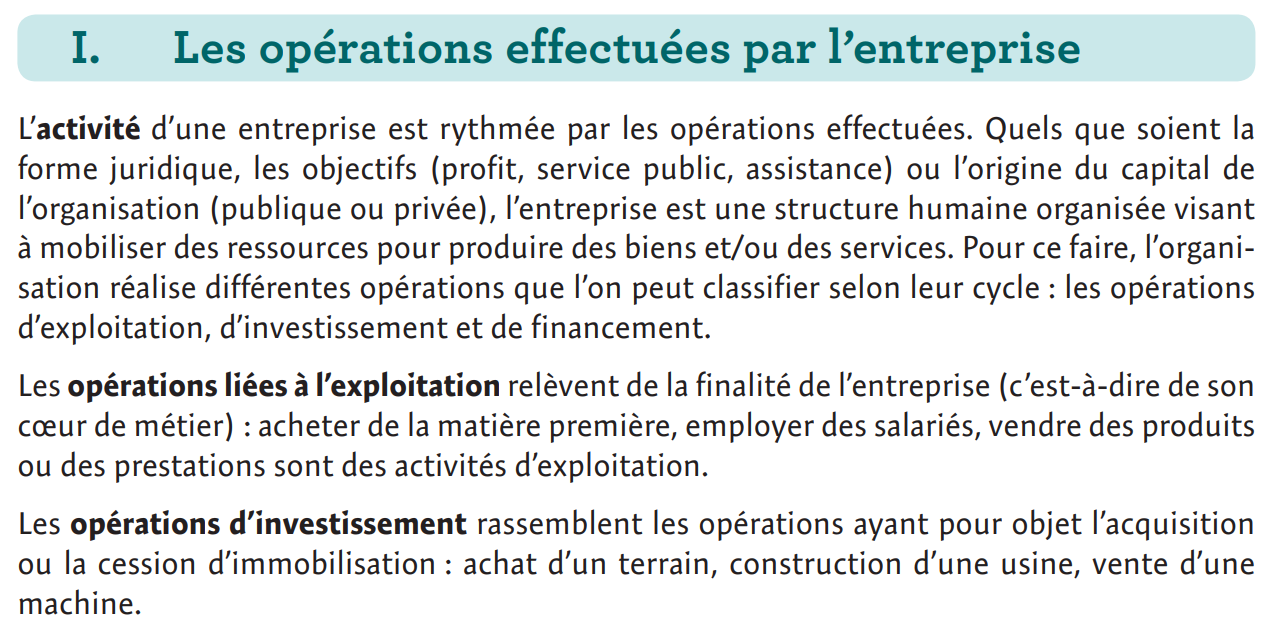 I. Les opérations effectuées par l’entreprise
L’activité d’une entreprise est rythmée par les opérations effectuées. Quels que soient la
forme juridique, les objectifs (profit, service public, assistance) ou l’origine du capital de
l’organisation (publique ou privée), l’entreprise est une structure humaine organisée visant
à mobiliser des ressources pour produire des biens et/ou des services. Pour ce faire, l’organi-
sation réalise différentes opérations que l’on peut classifier selon leur cycle : les opérations
d’exploitation, d’investissement et de financement.
Les opérations liées à l’exploitation relèvent de la finalité de l’entreprise (c’est-à-dire de son
cœur de métier) : acheter de la matière première, employer des salariés, vendre des produits
ou des prestations sont des activités d’exploitation.
Les opérations d’investissement rassemblent les opérations ayant pour objet l’acquisition
ou la cession d’immobilisation : achat d’un terrain, construction d’une usine, vente d’une
machine.